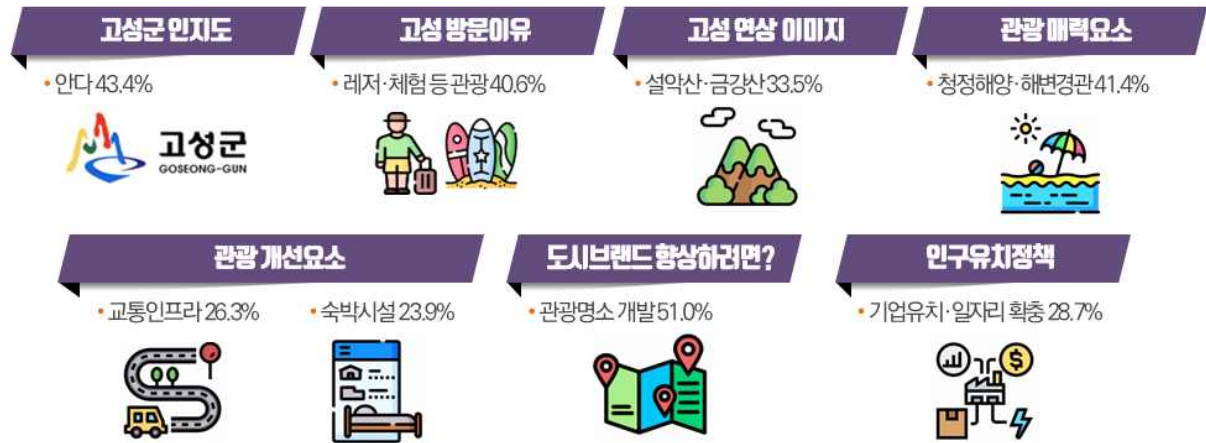 고성군 인지도
고성 방문이유
고성 연상 이미지
관광 매력요소
• 안다 43.4%
• 레저·체험 등 관광 40.6%
• 설악산·금강산 33.5%
• 청정해양·해변경관 41.4%
고성군
GOSEONG-GUN
관광 개선요소
도시브랜드 향상하려면?
인구유치정책
• 교통인프라 26.3%
• 숙박시설 23.9%
• 관광명소 개발 51.0%
• 기업유치·일자리 확충 28.7%